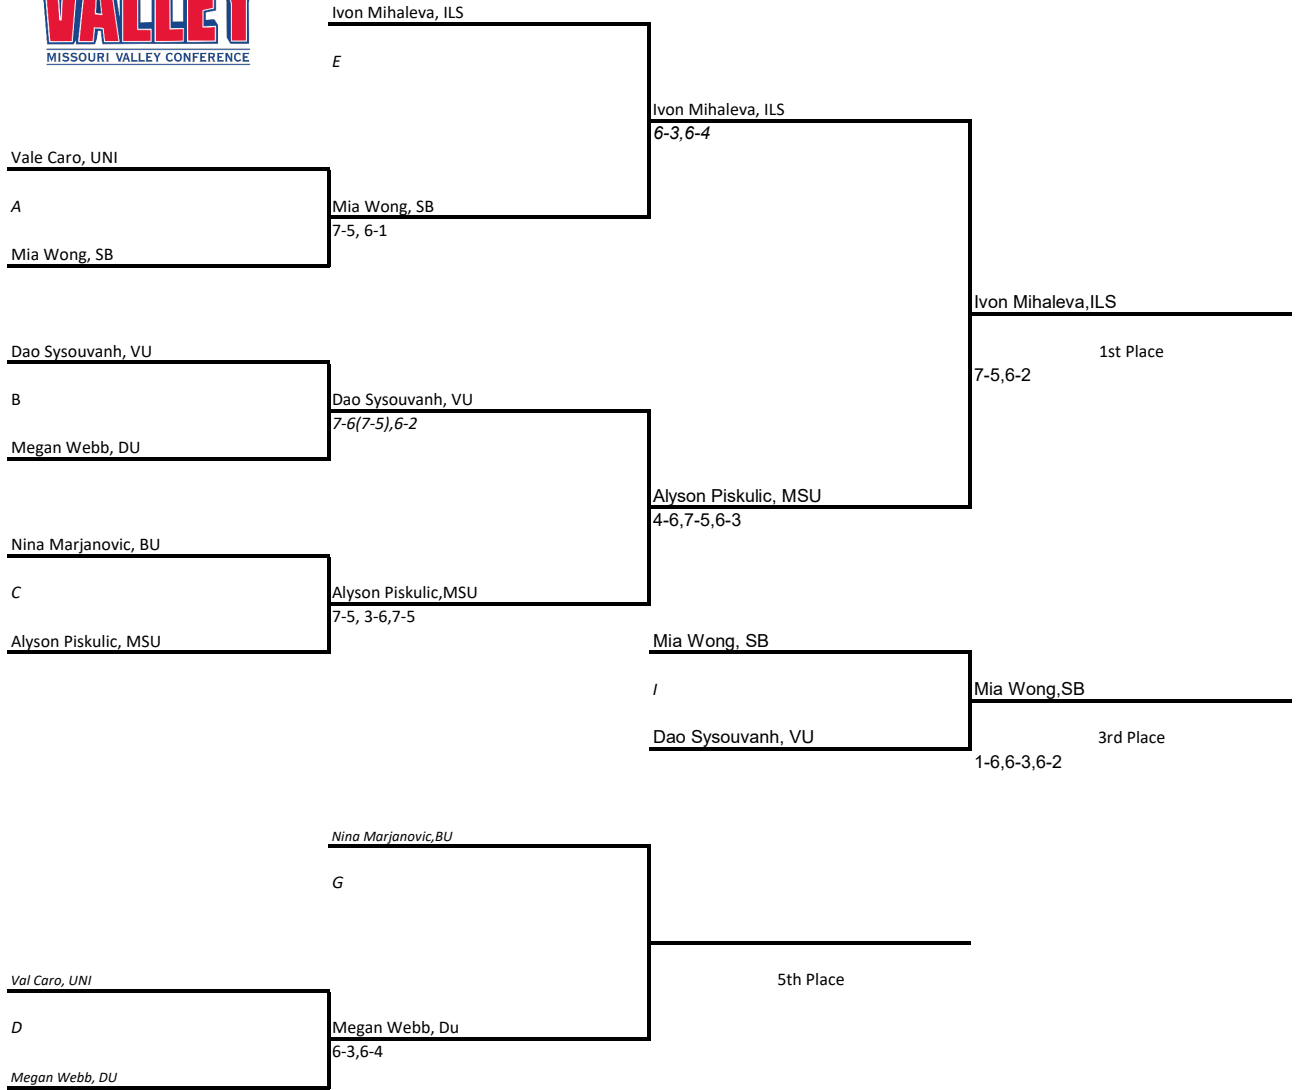 VALLEY
MISSOURI VALLEY CONFERENCE
Ivon Mihaleva, ILS
E
Ivon Mihaleva, ILS
6-3,6-4
Vale Caro, UNI
A
Mia Wong, SB
7-5, 6-1
Mia Wong, SB
Ivon Mihaleva,ILS
1st Place
7-5,6-2
Dao Sysouvanh, VU
B
Dao Sysouvanh, VU
7-6(7-5),6-2
Megan Webb, DU
Alyson Piskulic, MSU
4-6,7-5,6-3
Nina Marjanovic, BU
C
Alyson Piskulic,MSU
7-5, 3-6,7-5
Alyson Piskulic, MSU
Mia Wong, SB
I
Mia Wong,SB
Dao Sysouvanh, VU
3rd Place
1-6,6-3,6-2
Nina Marjanovic,BU
G
5th Place
Val Caro, UNI
D
Megan Webb, Du
6-3,6-4
Megan Webb, DU